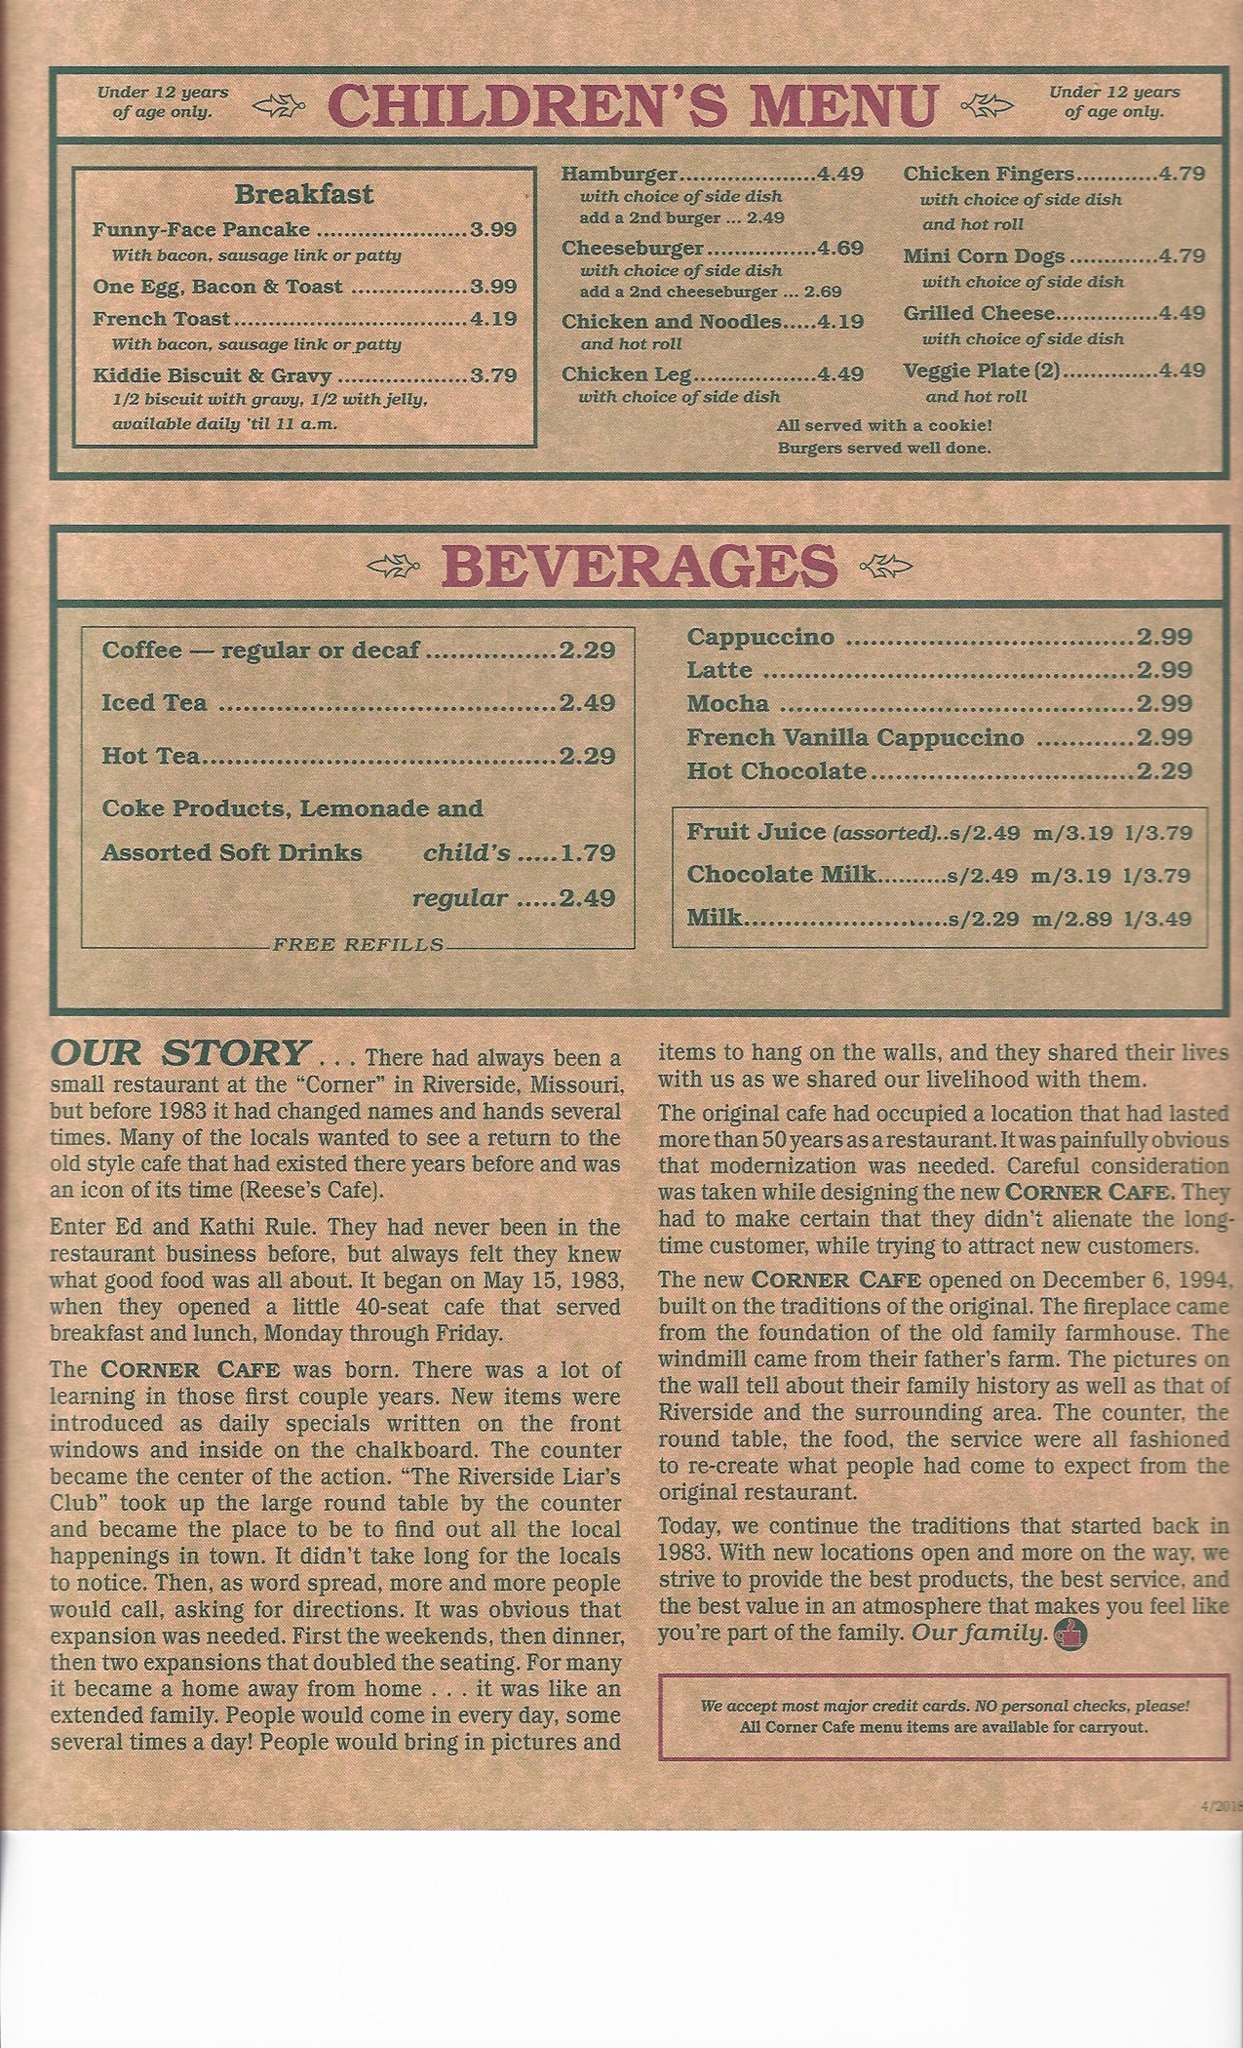 Under 12 years
of age only.
CHILDREN'S MENU
Under 12 years
of age only.
Breakfast
Funny-Face Pancake ......................3.99
With bacon, sausage link or patty
One Egg, Bacon & Toast .................3.99
French Toast..................................4.19
With bacon, sausage link or patty
Kiddie Biscuit & Gravy ...................3.79
1/2 biscuit with gravy, 1/2 with jelly,
available daily 'til 11 a.m.
Hamburger....................4.49
with choice of side dish
add a 2nd burger ... 2.49
Cheeseburger ................4.69
with choice of side dish
add a 2nd cheeseburger ... 2.69
Chicken and Noodles.....4.19
and hot roll
Chicken Leg..................4.49
with choice of side dish
Chicken Fingers............4.79
with choice of side dish
and hot roll
Mini Corn Dogs .............4.79
with choice of side dish
Grilled Cheese...............4.49
with choice of side dish
Veggie Plate (2)..............4.49
and hot roll
All served with a cookie!
Burgers served well done.
BEVERAGES
Coffee — regular or decaf...............2.29
Iced Tea .......................................2.49
Hot Tea.........................................2.29
Coke Products, Lemonade and
Assorted Soft Drinks child's .....1.79
regular .....2.49
FREE REFILLS
Cappuccino .................................2.99
Latte ...........................................2.99
Mocha .........................................2.99
French Vanilla Cappuccino ...........2.99
Hot Chocolate..............................2.29
Fruit Juice (assorted)..s/2.49 m/3.19 l/3.79
Chocolate Milk..........s/2.49 m/3.19 l/3.79
Milk.............................s/2.29 m/2.89 l/3.49
OUR STORY . . . There had always been a
small restaurant at the “Corner” in Riverside, Missouri,
but before 1983 it had changed names and hands several
times. Many of the locals wanted to see a return to the
old style cafe that had existed there years before and was
an icon of its time (Reese's Cafe).
Enter Ed and Kathi Rule. They had never been in the
restaurant business before, but always felt they knew
what good food was all about. It began on May 15, 1983,
when they opened a little 40-seat cafe that served
breakfast and lunch, Monday through Friday.
The CORNER CAFE was born. There was a lot of
learning in those first couple years. New items were
introduced as daily specials written on the front
windows and inside on the chalkboard. The counter
became the center of the action. “The Riverside Liar's
Club” took up the large round table by the counter
and became the place to be to find out all the local
happenings in town. It didn't take long for the locals
to notice. Then, as word spread, more and more people
would call, asking for directions. It was obvious that
expansion was needed. First the weekends, then dinner,
then two expansions that doubled the seating. For many
it became a home away from home . . . it was like an
extended family. People would come in every day, some
several times a day! People would bring in pictures and
items to hang on the walls, and they shared their lives
with us as we shared our livelihood with them.
The original cafe had occupied a location that had lasted
more than 50 years as a restaurant. It was painfully obvious
that modernization was needed. Careful consideration
was taken while designing the new CORNER CAFE. They
had to make certain that they didn't alienate the long-
time customer, while trying to attract new customers.
The new CORNER CAFE opened on December 6, 1994,
built on the traditions of the original. The fireplace came
from the foundation of the old family farmhouse. The
windmill came from their father's farm. The pictures on
the wall tell about their family history as well as that of
Riverside and the surrounding area. The counter, the
round table, the food, the service were all fashioned
to re-create what people had come to expect from the
original restaurant.
Today, we continue the traditions that started back in
1983. With new locations open and more on the way, we
strive to provide the best products, the best service, and
the best value in an atmosphere that makes you feel like
you're part of the family. Our family.
We accept most major credit cards. NO personal checks, please!
All Corner Cafe menu items are available for carryout.
4/2018